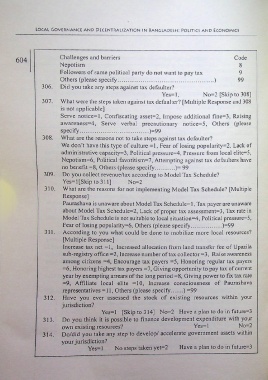 LOCAL GOVERNANCE AND DECENTRALIZATION IN BANGLADESH: POLITICS AND ECONOMICS
604
Challenges and barriers Code
Nepotism 8
Followers of same political party do not want to pay tax 9
Others (please specify........................................) 99
306. Did you take any steps against tax defaulter?
Yes=1, No=2 [Skip to 308]
307. What were the steps taken against tax defaulter? [Multiple Response and 308
is not applicable]
Serve notice=1, Confiscating asset=2, Impose additional fine=3, Raising
awareness=4, Serve verbal precautionary notice=5, Others (please
specify..............................)=99
308. What are the reasons not to take steps against tax defaulter?
We don't have this type of culture =1, Fear of losing popularity=2, Lack of
administrative capacity=3, Political pressure=4, Pressure from local elite=5,
Nepotism=6, Political favoritism=7, Attempting against tax defaulters have
no benefit =8, Others (please specify.............)= 99
309. Do you collect revenue/tax according to Model Tax Schedule?
Yes=1[Skip to 311] No=2
310. What are the reasons for not implementing Model Tax Schedule? [Multiple
Response]
Paurashava is unaware about Model Tax Schedule=1, Tax payer are unaware
about Model Tax Schedule=2, Lack of proper tax assessment=3, Tax rate in
Model Tax Schedule is not suitable to local situation=4, Political pressure=5,
Fear of losing popularity=6, Others (please specify..................)=99
311. According to you what could be done to mobilize more local resources?
[Multiple Response]
Increase tax net =1, Increased allocation from land transfer fee of Upazila
sub-registry office =2, Increase number of tax collector =3, Raise awareness
among citizens =4, Encourage tax payers =5, Honoring regular tax payers
=6, Honoring highest tax payers =7, Giving opportunity to pay tax of current
year by exempting arrears of the long period =8, Giving power to fix tax rate
=9, Affiliate local elite =10, Increase consciousness of Paurashava
representatives =11, Others (please specify .......) =99
312. Have you ever assessed the stock of existing resources within your
jurisdiction?
Yes=1 [Skip to 314] No=2 Have a plan to do in future=3
313. Do you think it is possible to finance development expenditure with your
own existing resources? Yes=1 No=2
314. Do/did you take any step to develop/ accelerate government assets within
your jurisdiction?
Yes=1 No steps taken yet=2 Have a plan to do in future=3